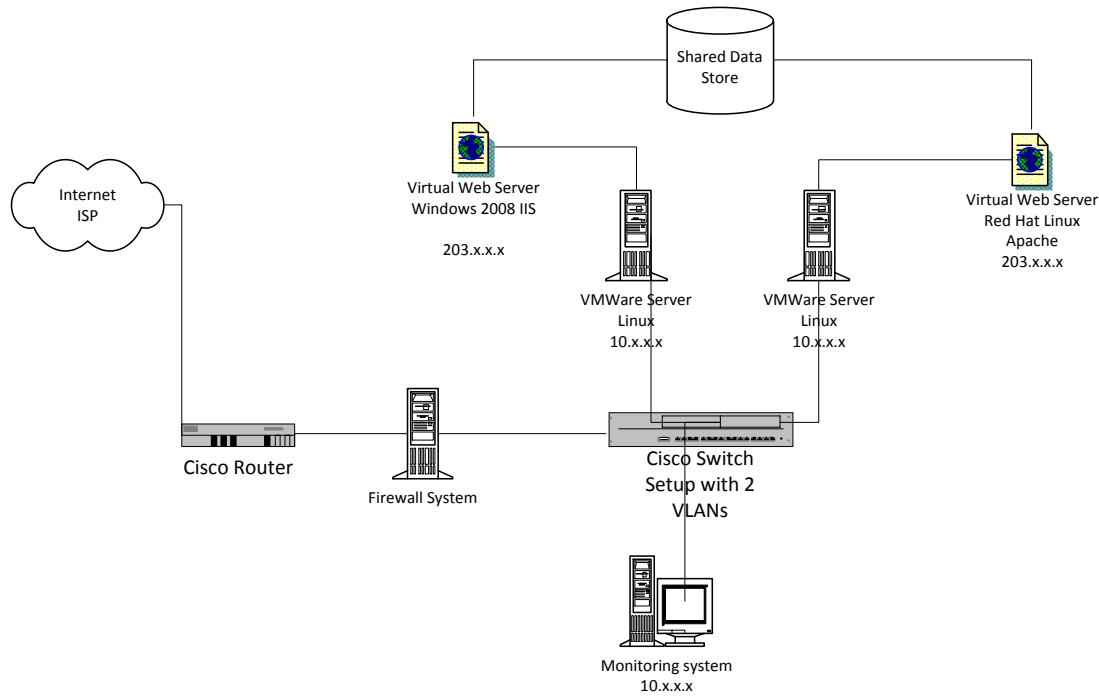 Shared Data
Store
Internet
ISP
Virtual Web Server
Windows 2008 IIS
203.x.x.x
Virtual Web Server
Red Hat Linux
Apache
203.x.x.x
VMWare Server
Linux
10.x.x.x
VMWare Server
Linux
10.x.x.x
Cisco Router
Firewall System
Cisco Switch
Setup with 2
VLANs
Monitoring system
10.x.x.x